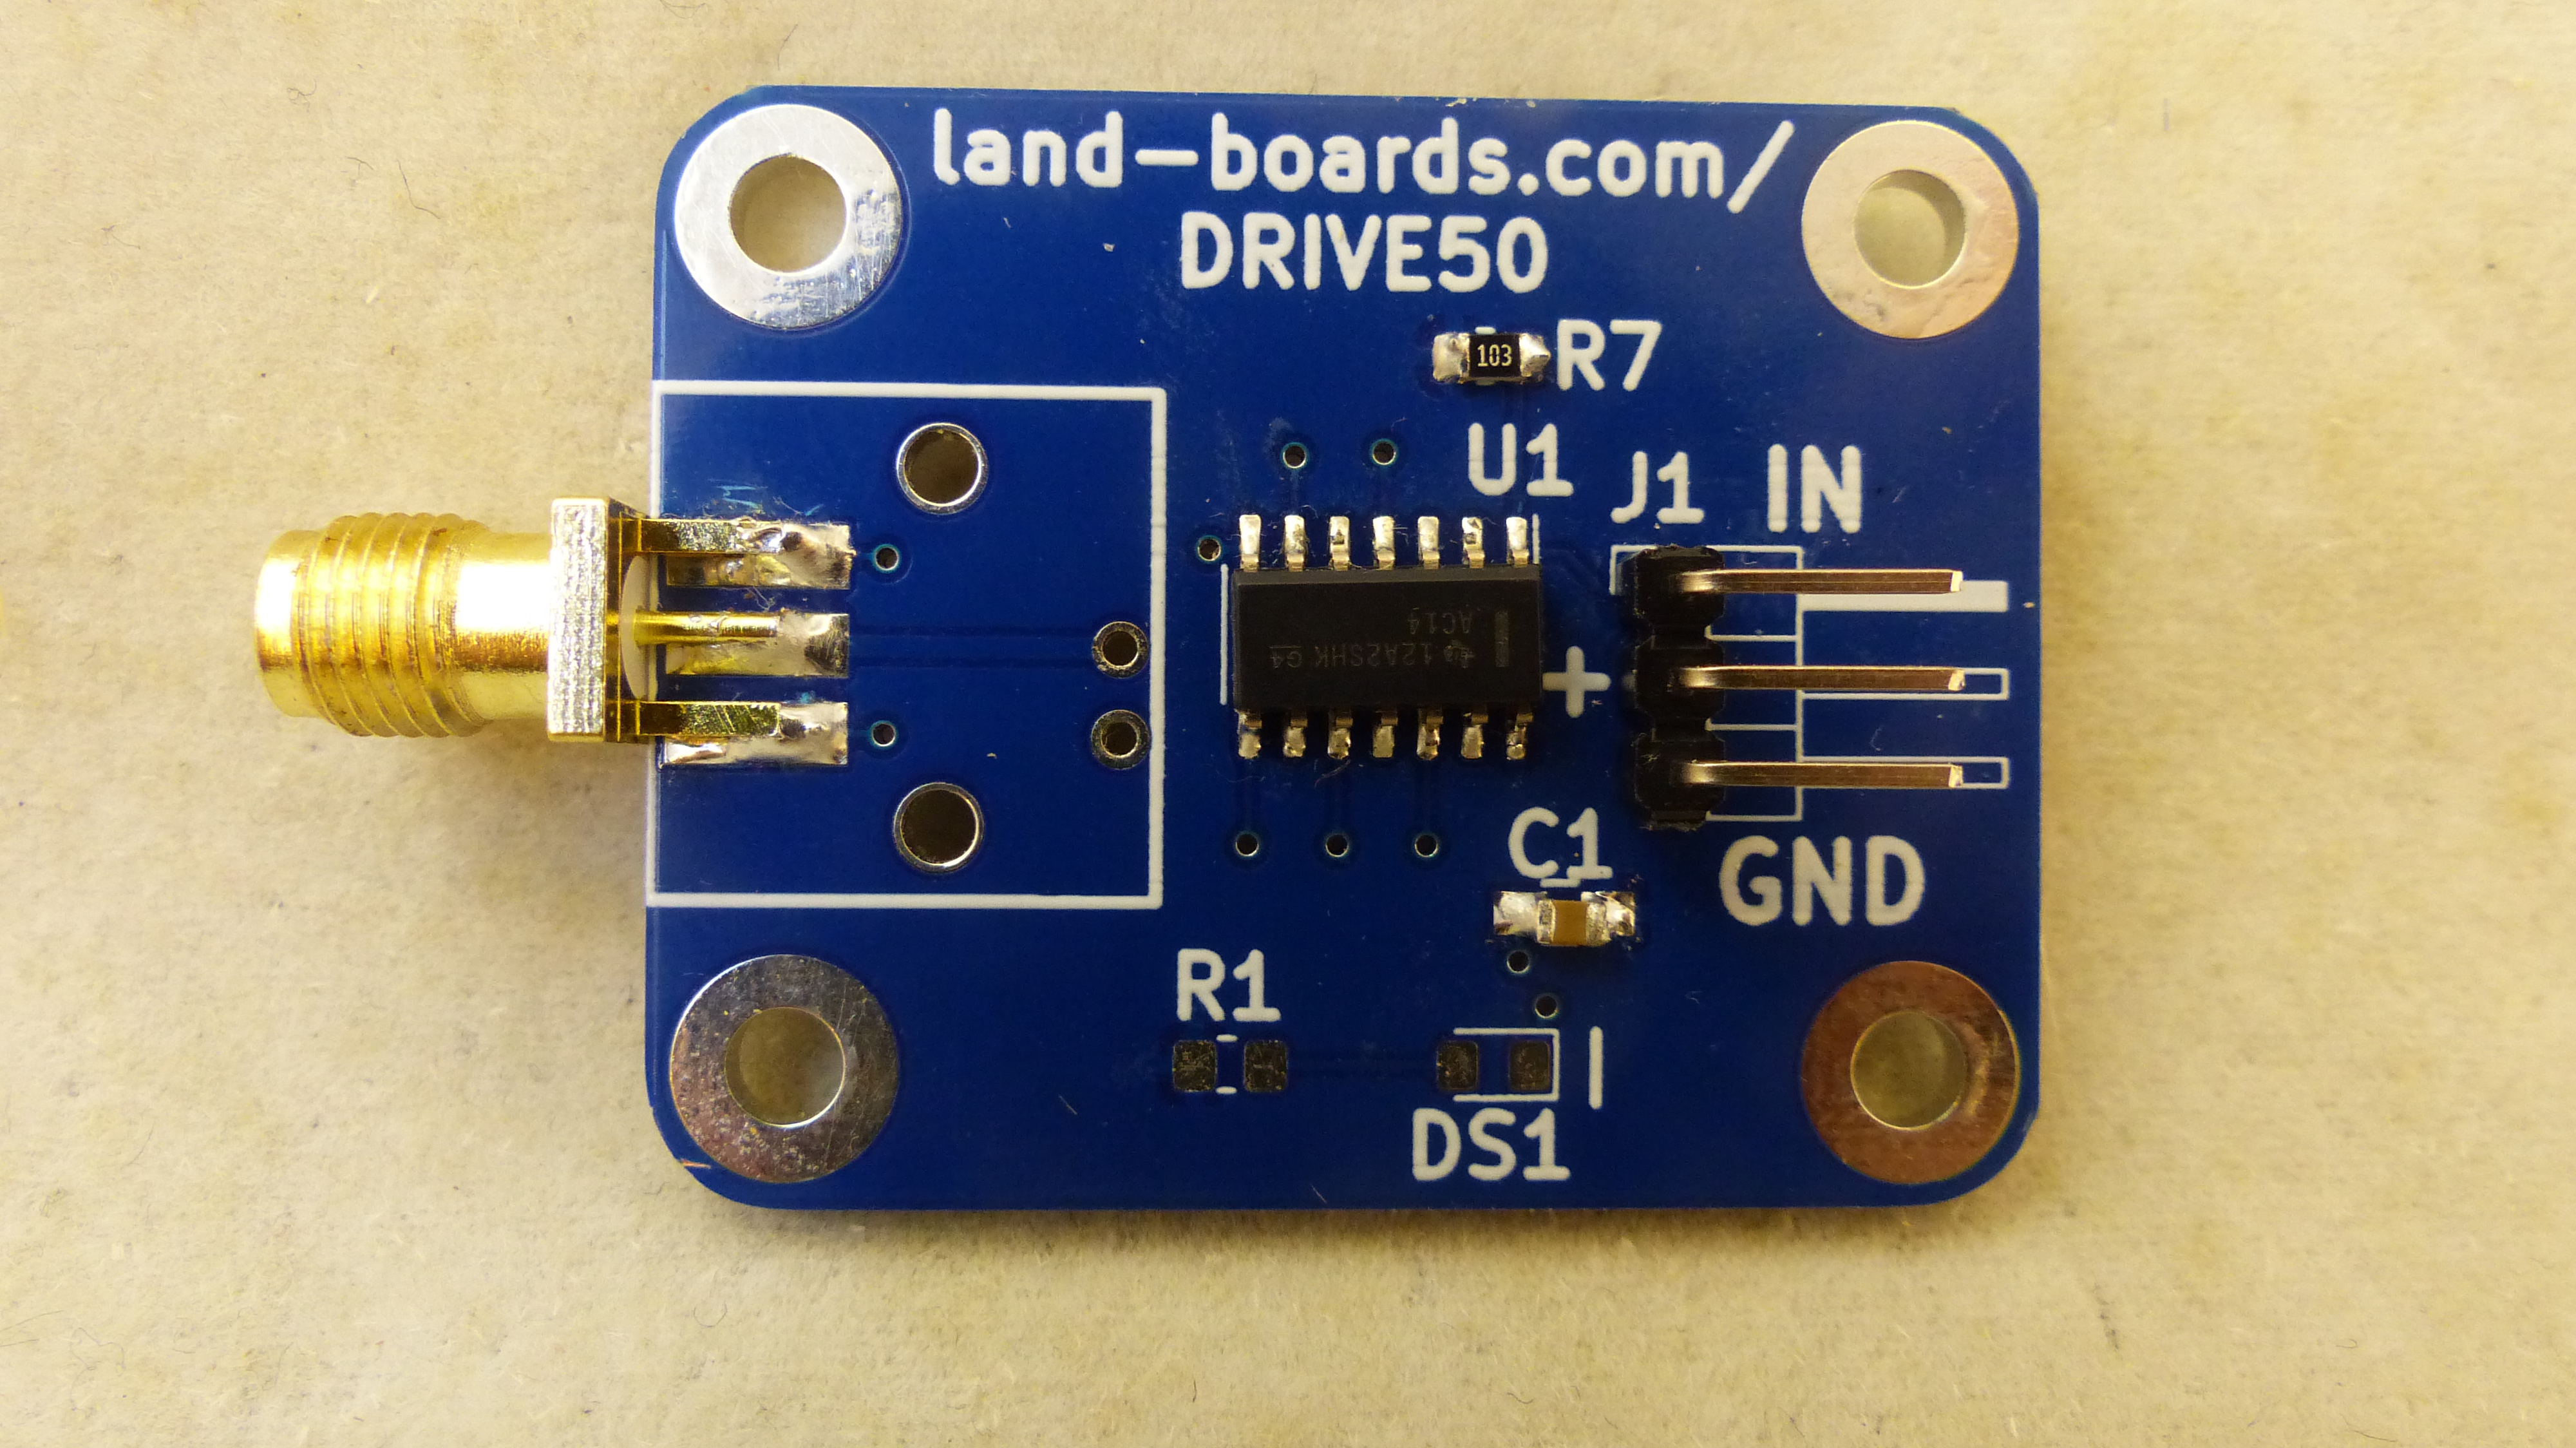 land-boards.com/
DRIVE50
103 R7
U1
J1 IN
AC14
12A2SHK G4
+
C1
GND
R1
DS1